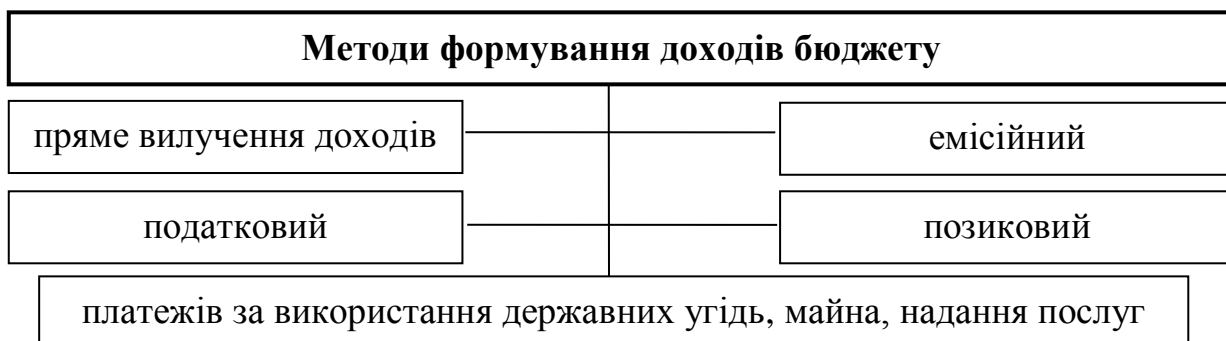 Методи формування доходів бюджету
пряме вилучення доходів
емісійний
податковий
позиковий
платежів за використання державних угідь, майна, надання послуг